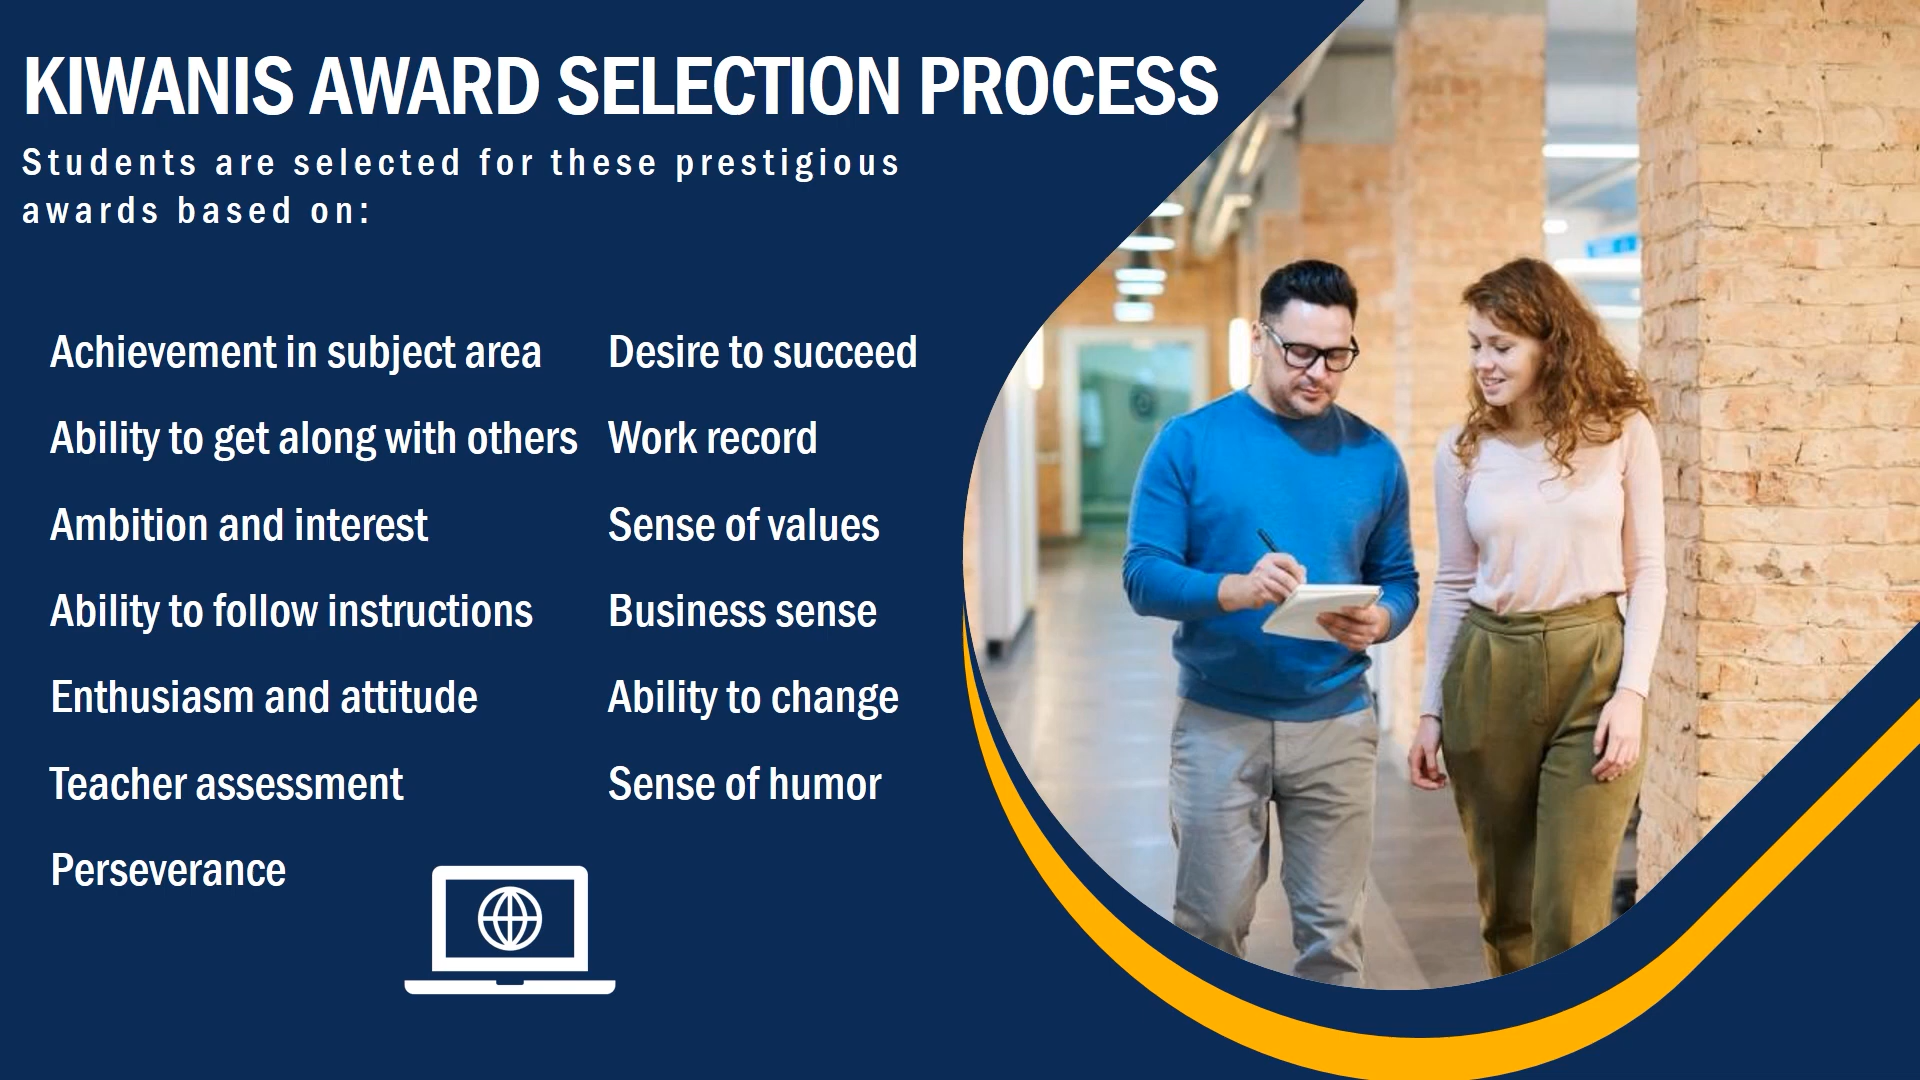 KIWANIS AWARD SELECTION PROCESS
Students are selected for these prestigious
awards based on:
Achievement in subject area
Ability to get along with others
Ambition and interest
Ability to follow instructions
Enthusiasm and attitude
Teacher assessment
Perseverance
Desire to succeed
Work record
Sense of values
Business sense
Ability to change
Sense of humor